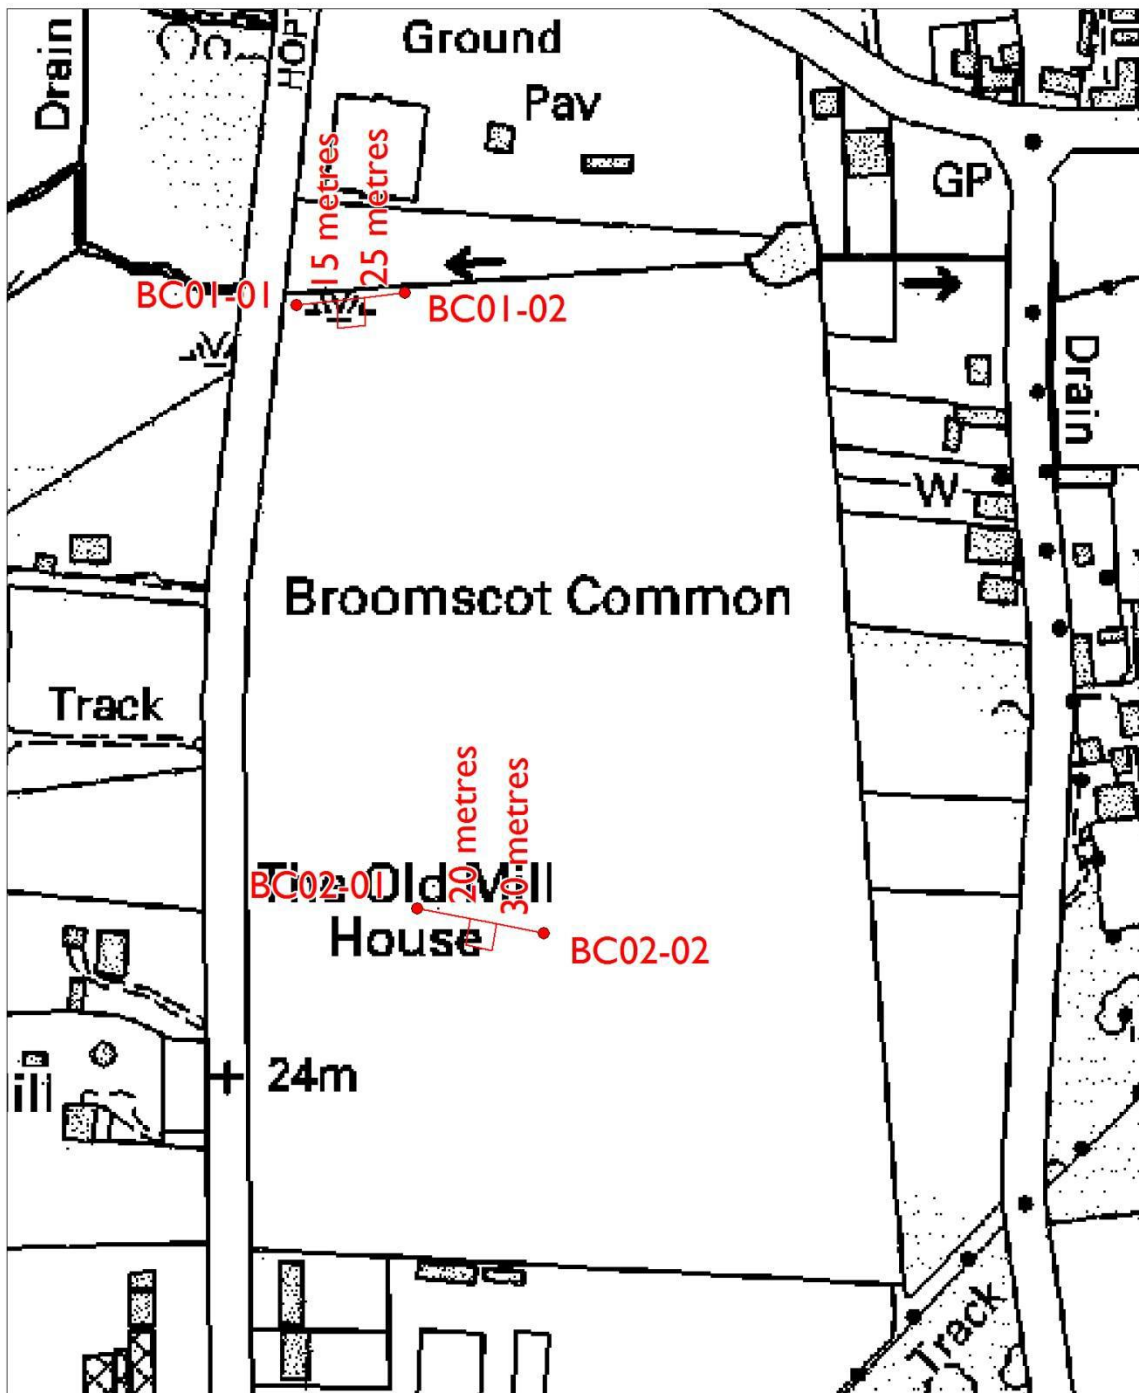 Drain
HOP
Ground
Pav
GP
15 metres
25 metres
BC01-01
BC01-02
Drain
W
Broomscot Common
Track
20 metres
30 metres
BC02-01
The Old Mill
House
BC02-02
24m
ill
Track